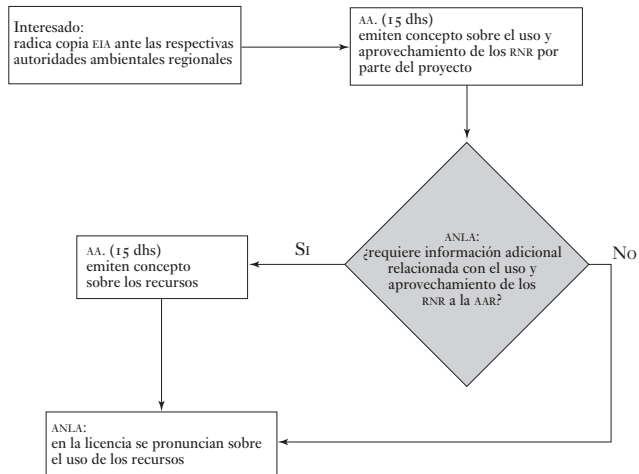 Interesado:
radica copia EIA ante las respectivas
autoridades ambientales regionales
AA. (15 dhs)
emiten concepto sobre el uso y
aprovechamiento de los RNR por
parte del proyecto
ANLA:
¿requiere información adicional
relacionada con el uso y
aprovechamiento de los
RNR a la AAR?
SI
NO
AA. (15 dhs)
emiten concepto
sobre los recursos
ANLA:
en la licencia se pronuncian sobre
el uso de los recursos